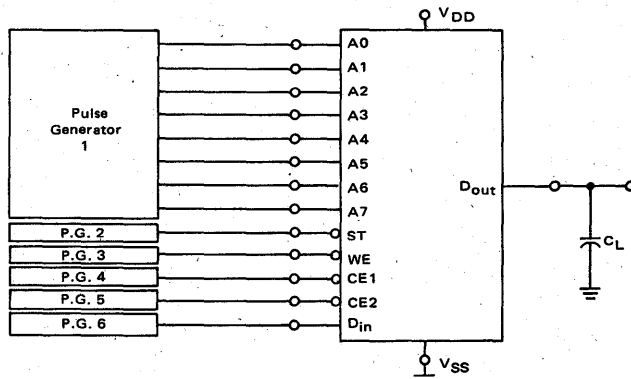 VDD
A0
A1
A2
A3
A4
A5
A6
A7
ST
WE
CE1
CE2
Din
Pulse
Generator
1
P.G. 2
P.G. 3
P.G. 4
P.G. 5
P.G. 6
Dout
CL
VSS